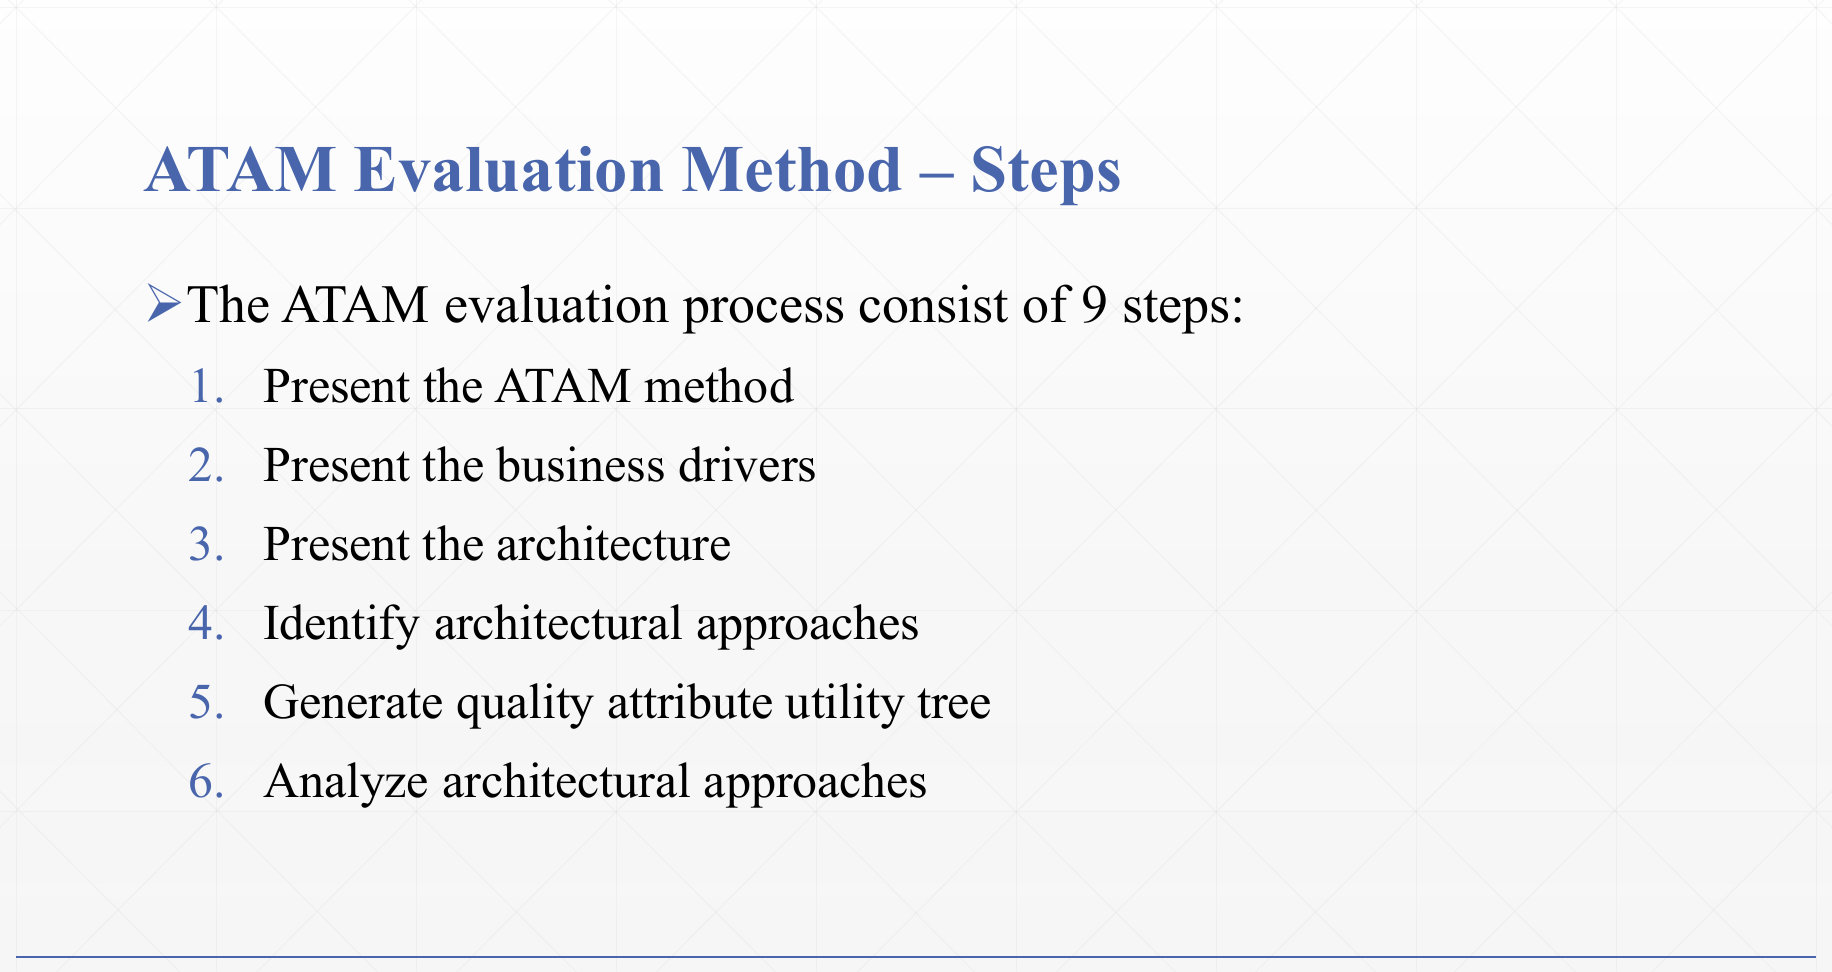 ATAM Evaluation Method – Steps
➢The ATAM evaluation process consist of 9 steps:
1. Present the ATAM method
2. Present the business drivers
3. Present the architecture
4. Identify architectural approaches
5. Generate quality attribute utility tree
6. Analyze architectural approaches